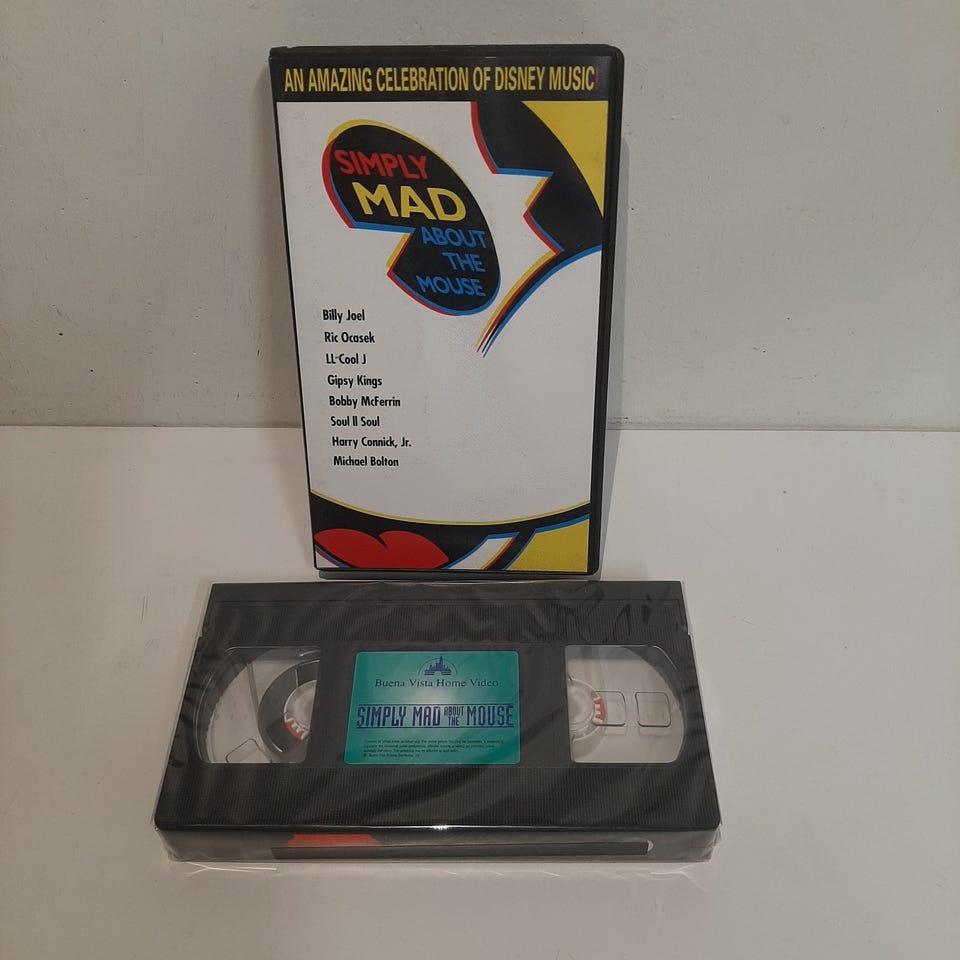 AN AMAZING CELEBRATION OF DISNEY MUSIC!
SIMPLY
MAD
ABOUT
THE
MOUSE
Billy Joel
Ric Ocasek
LL Cool J
Gipsy Kings
Bobby McFerrin
Soul II Soul
Harry Connick, Jr.
Michael Bolton
Buena Vista Home Video
SIMPLY MAD ABOUT THE MOUSE